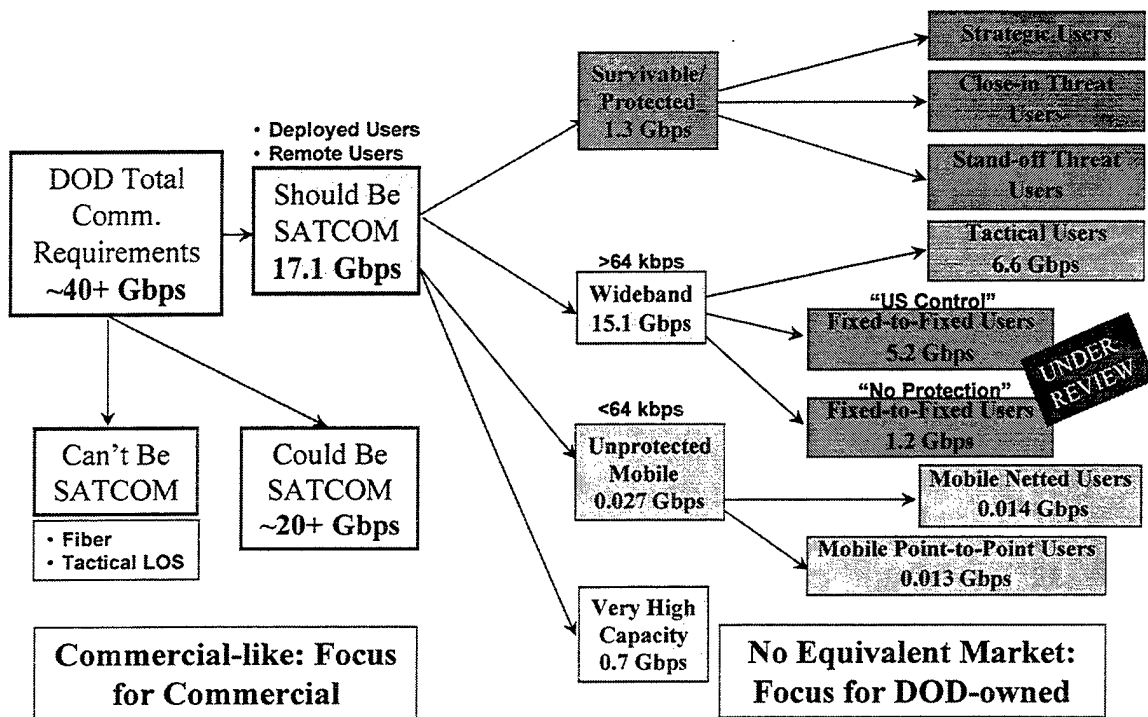 DOD Total
Comm.
Requirements
~40+ Gbps
• Deployed Users
• Remote Users
Should Be
SATCOM
17.1 Gbps
Can't Be
SATCOM
• Fiber
• Tactical LOS
Could Be
SATCOM
~20+ Gbps
Survivable/
Protected
1.3 Gbps
Strategic Users
Close-in Threat
Users
Stand-off Threat
Users
>64 kbps
Wideband
15.1 Gbps
Tactical Users
6.6 Gbps
“US Control”
Fixed-to-Fixed Users
5.2 Gbps
“No Protection”
Fixed-to-Fixed Users
1.2 Gbps
UNDER
REVIEW
<64 kbps
Unprotected
Mobile
0.027 Gbps
Mobile Netted Users
0.014 Gbps
Mobile Point-to-Point Users
0.013 Gbps
Very High
Capacity
0.7 Gbps
Commercial-like: Focus
for Commercial
No Equivalent Market:
Focus for DOD-owned